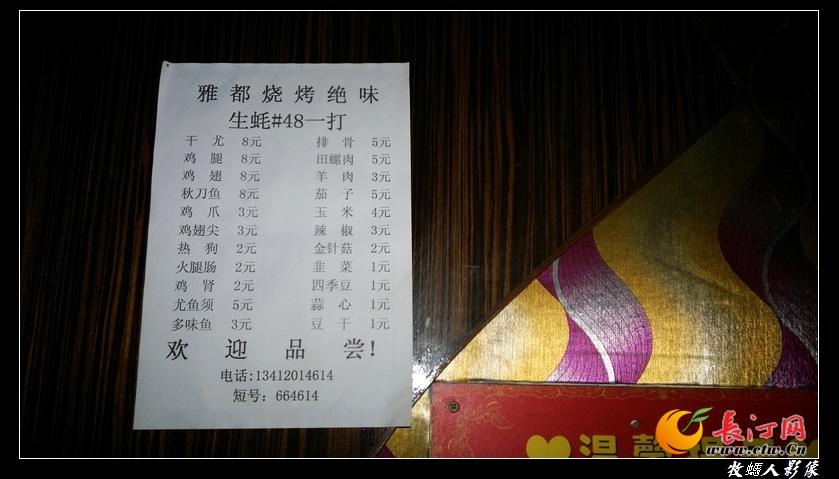 雅都烧烤绝味
生蚝#48一打
干尤 8元 排骨 5元
鸡腿 8元 田螺肉 5元
鸡翅 8元 羊肉 3元
秋刀鱼 8元 茄子 5元
鸡爪 3元 玉米 4元
鸡翅尖 3元 辣椒 3元
热狗 2元 金针菇 2元
火腿肠 2元 韭菜 1元
鸡肾 2元 四季豆 1元
尤鱼须 5元 蒜心 1元
多味鱼 3元 豆干 1元
欢迎品尝!
电话:13412014614
短号: 664614
温馨
長汀网
www.ctw.Cn
牧蝎人影像